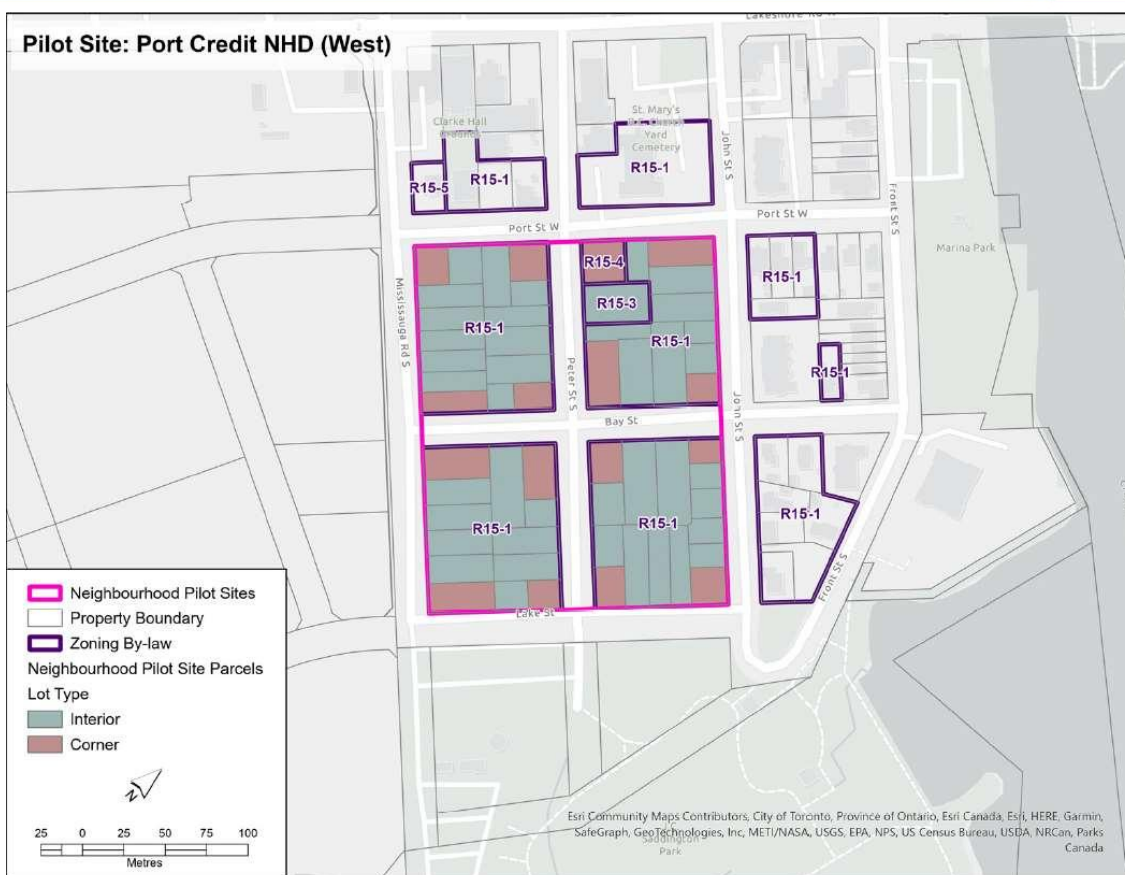 Lakeshore Rd W
Pilot Site: Port Credit NHD (West)
Clarke Hall
Grounds
St. Mary's
R.C. Church
Yard
Cemetery
R15-1
R15-5
R15-1
John St S
Front St S
Port St W
Port St W
Marina Park
Mississauga Rd S
R15-4
R15-1
R15-3
R15-1
R15-1
Peter St S
R15-1
Bay St
John St S
R15-1
R15-1
R15-1
Front St S
Lake St
Neighbourhood Pilot Sites
Property Boundary
Zoning By-law
Neighbourhood Pilot Site Parcels
Lot Type
Interior
Corner
N
25 0 25 50 75 100
Metres
Esri Community Maps Contributors, City of Toronto, Province of Ontario, Esri Canada, Esri, HERE, Garmin,
SafeGraph, GeoTechnologies, Inc, METI/NASA, USGS, EPA, NPS, US Census Bureau, USDA, NRCan, Parks
Canada
Saddington
Park